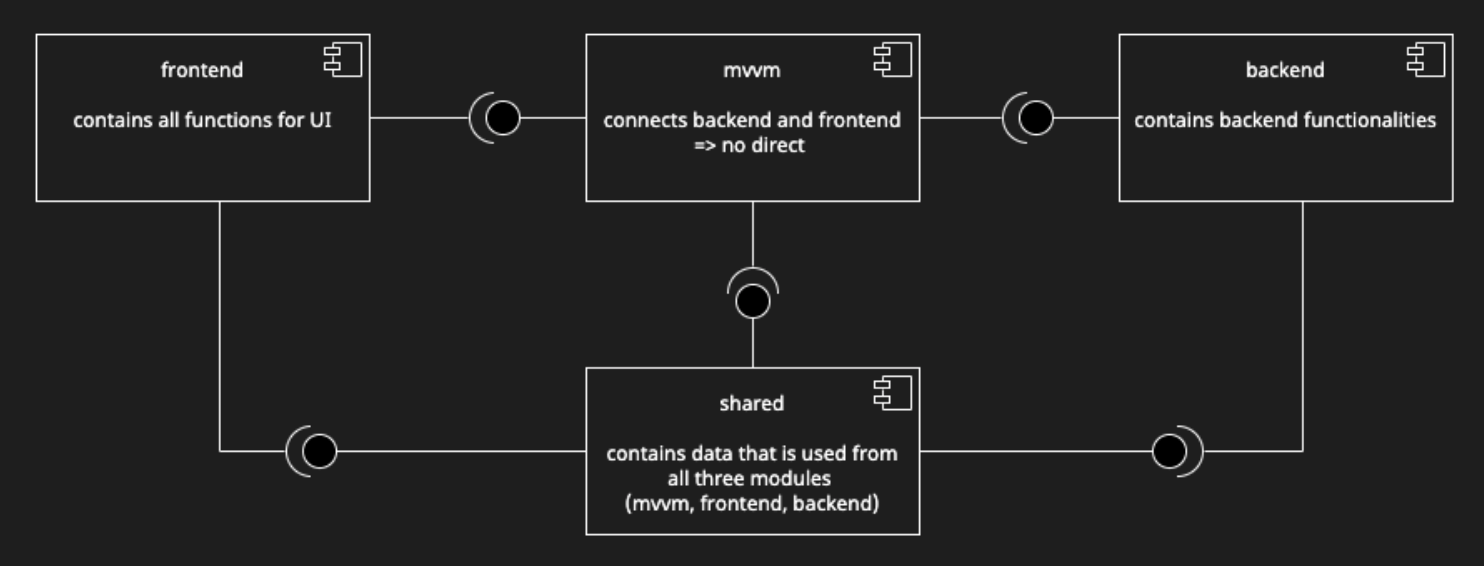 frontend
contains all functions for UI
mvvm
connects backend and frontend
=> no direct
backend
contains backend functionalities
shared
contains data that is used from
all three modules
(mvvm, frontend, backend)